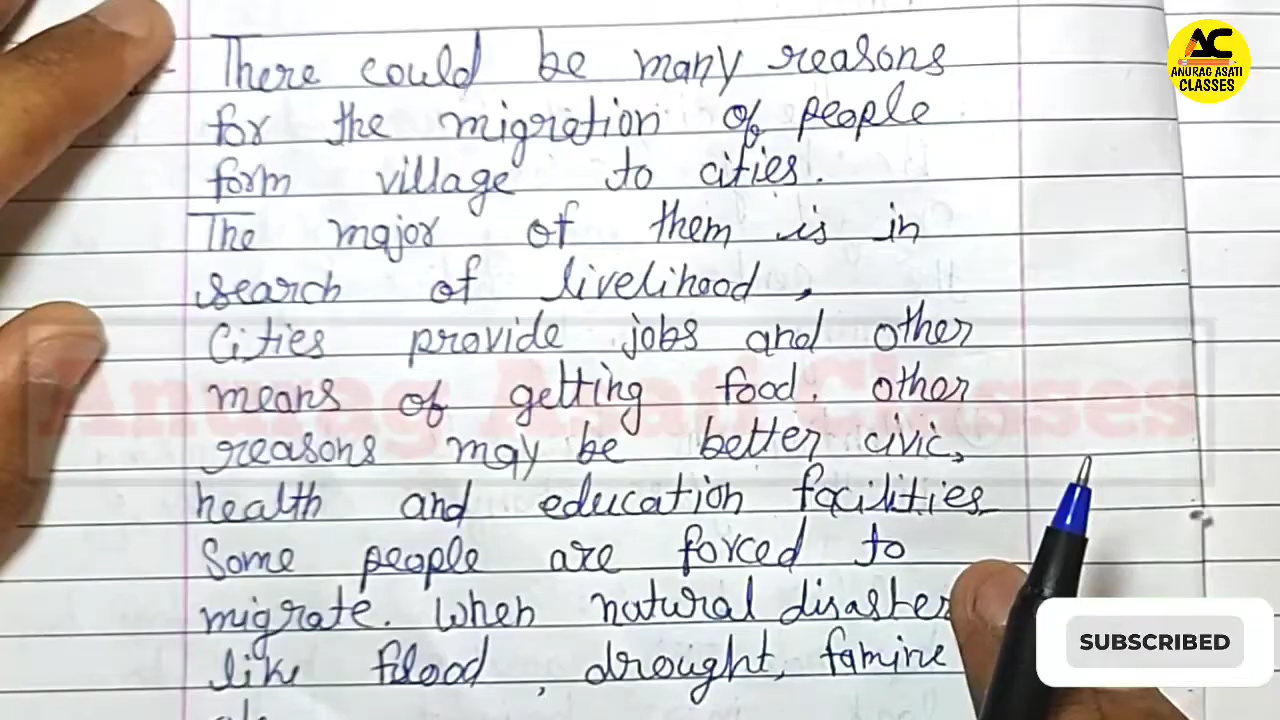 AC
ANURAG ASATI
CLASSES
There could be many reasons
for the migration of people
form village to cities.
The major of them is in
search of livelihood,
Cities provide jobs and other
means of getting food. other
reasons may be better civic,
health and education facilities
Some people are forced to
migrate. When natural disaster
like flood, drought, famine
Anurag Asati Classes
SUBSCRIBED